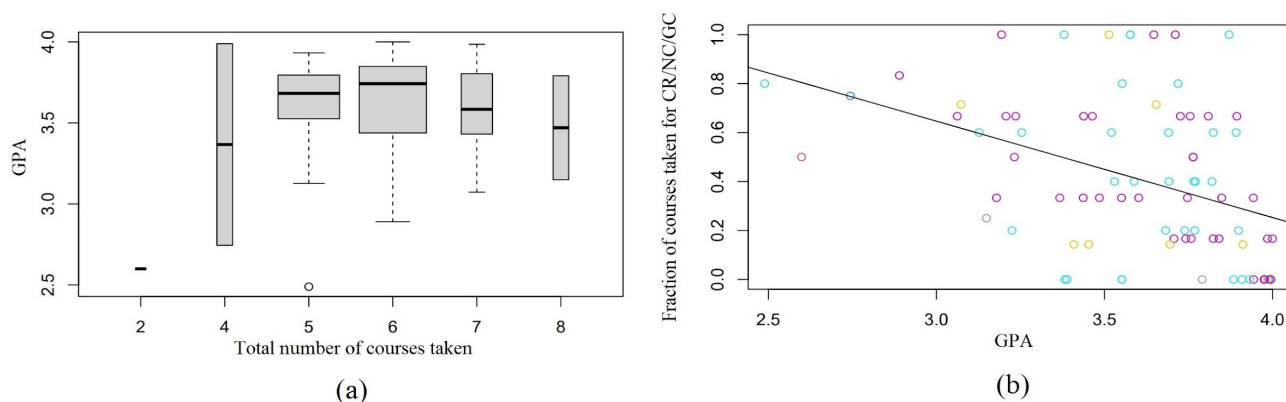 4.0
3.5
3.0
2.5
GPA
2 4 5 6 7 8
Total number of courses taken
(a)
1.0
0.8
0.6
0.4
0.2
0.0
Fraction of courses taken for CR/NC/GC
2.5 3.0 3.5 4.0
GPA
(b)